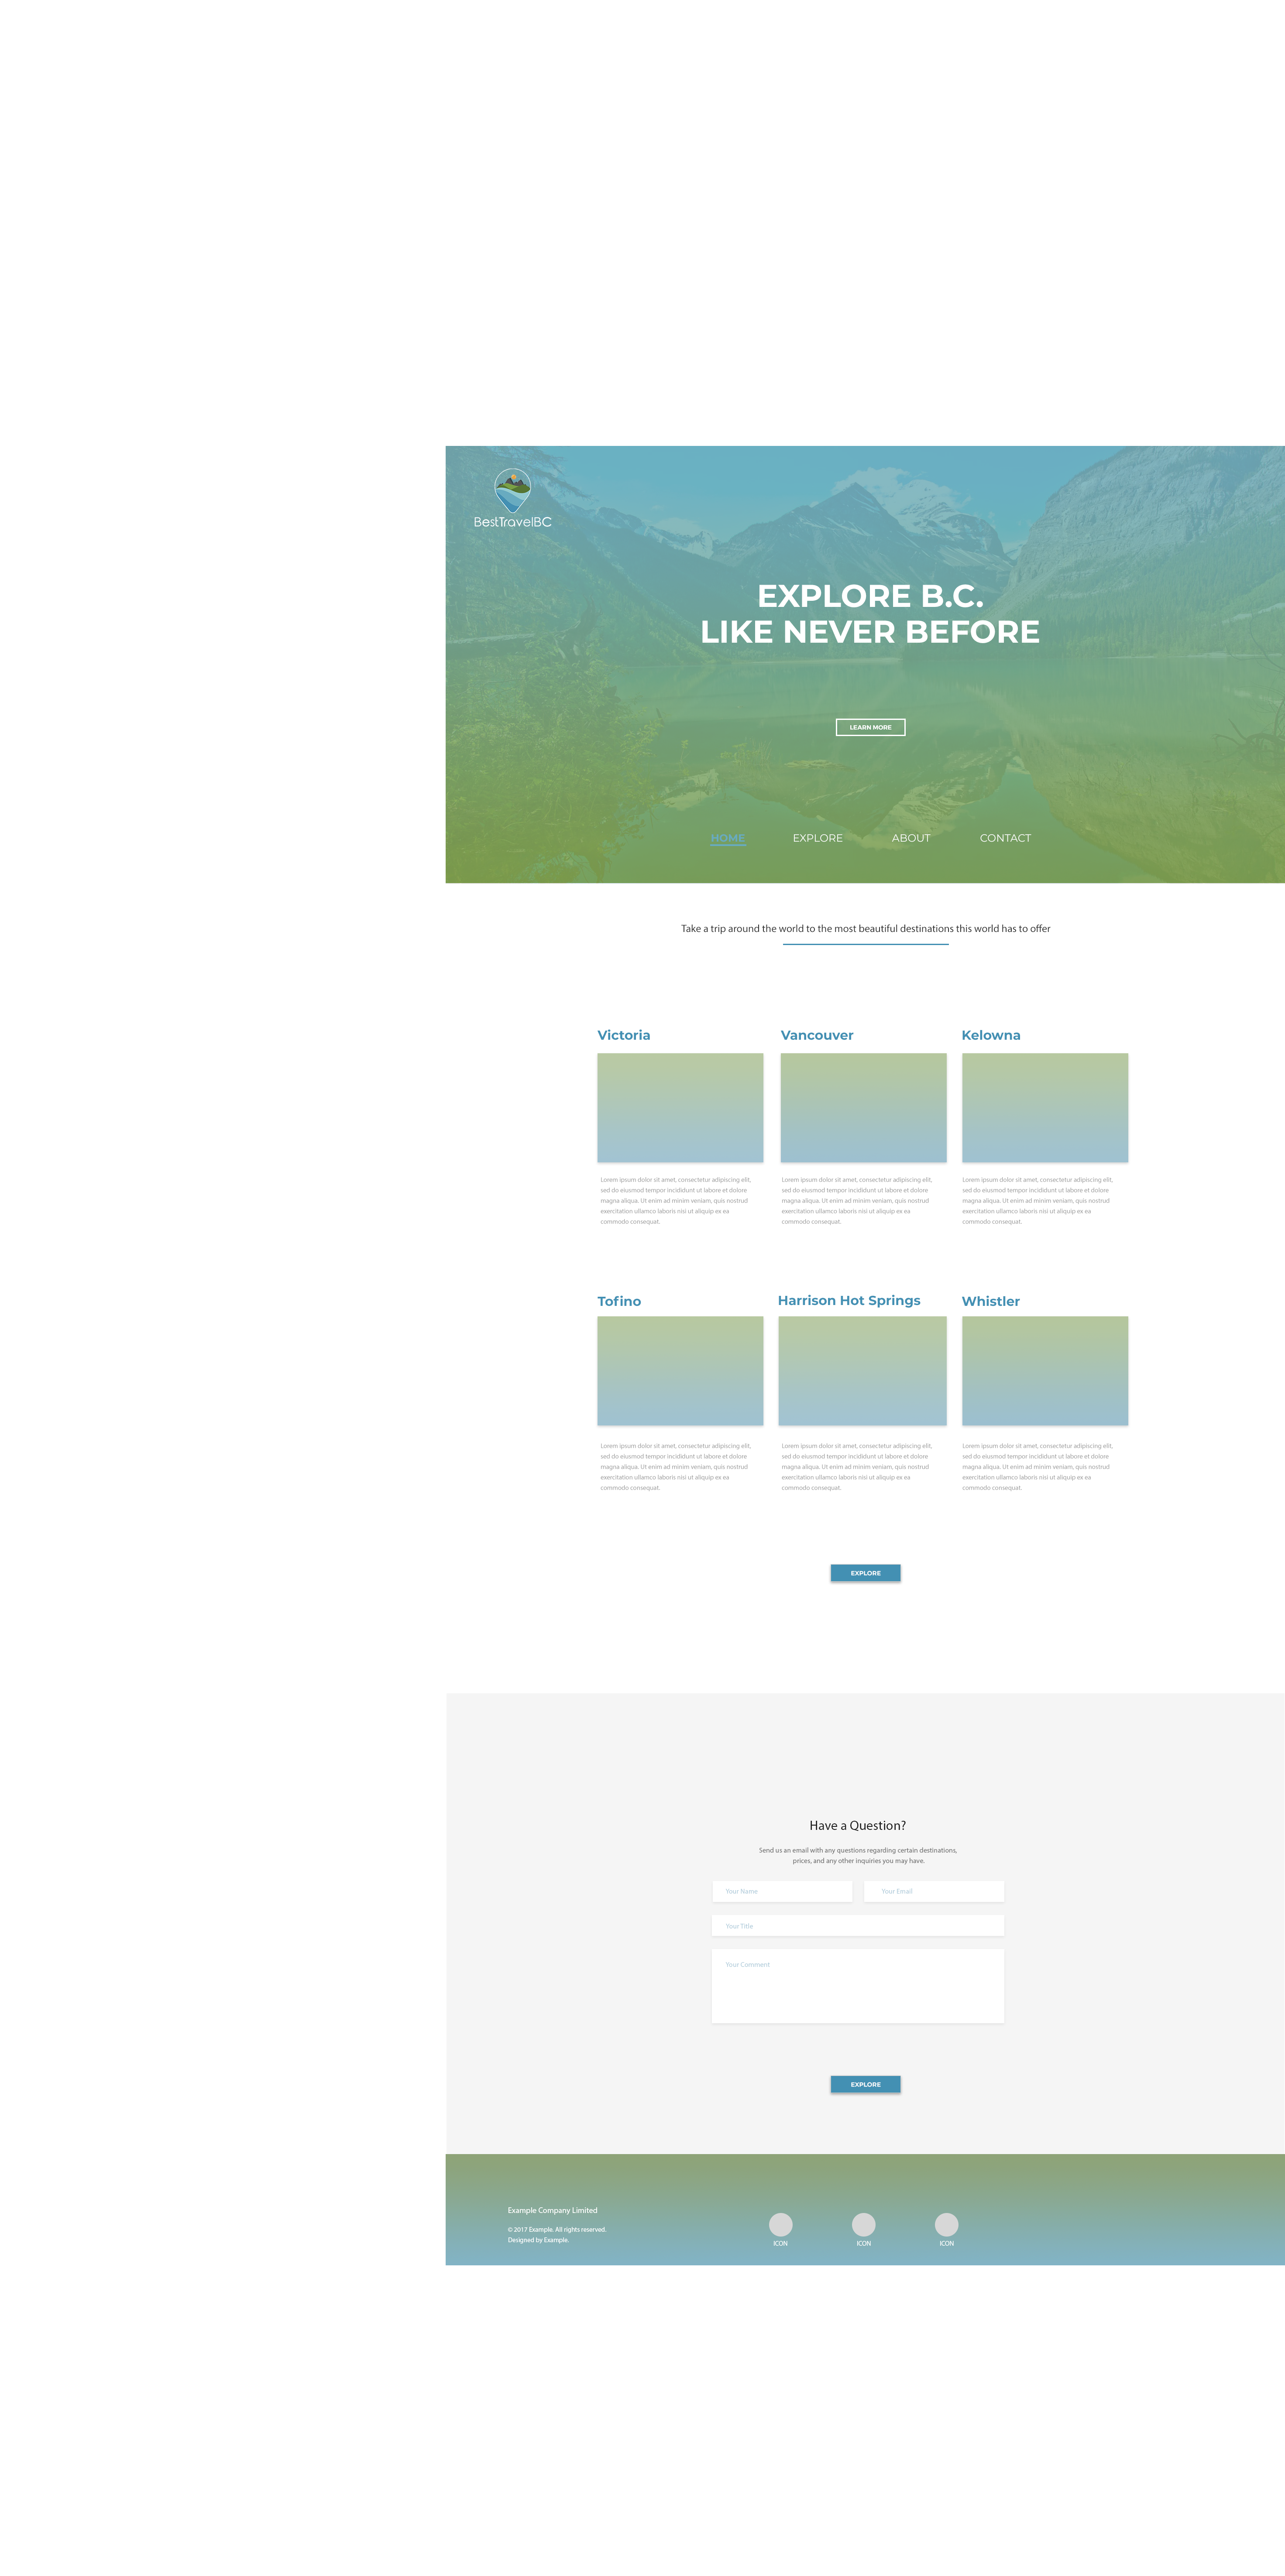 BestTravelBC
EXPLORE B.C.
LIKE NEVER BEFORE
LEARN MORE
HOME
EXPLORE
ABOUT
CONTACT
Take a trip around the world to the most beautiful destinations this world has to offer
Victoria
Lorem ipsum dolor sit amet, consectetur adipiscing elit,
sed do eiusmod tempor incididunt ut labore et dolore
magna aliqua. Ut enim ad minim veniam, quis nostrud
exercitation ullamco laboris nisi ut aliquip ex ea
commodo consequat.
Vancouver
Lorem ipsum dolor sit amet, consectetur adipiscing elit,
sed do eiusmod tempor incididunt ut labore et dolore
magna aliqua. Ut enim ad minim veniam, quis nostrud
exercitation ullamco laboris nisi ut aliquip ex ea
commodo consequat.
Kelowna
Lorem ipsum dolor sit amet, consectetur adipiscing elit,
sed do eiusmod tempor incididunt ut labore et dolore
magna aliqua. Ut enim ad minim veniam, quis nostrud
exercitation ullamco laboris nisi ut aliquip ex ea
commodo consequat.
Tofino
Lorem ipsum dolor sit amet, consectetur adipiscing elit,
sed do eiusmod tempor incididunt ut labore et dolore
magna aliqua. Ut enim ad minim veniam, quis nostrud
exercitation ullamco laboris nisi ut aliquip ex ea
commodo consequat.
Harrison Hot Springs
Lorem ipsum dolor sit amet, consectetur adipiscing elit,
sed do eiusmod tempor incididunt ut labore et dolore
magna aliqua. Ut enim ad minim veniam, quis nostrud
exercitation ullamco laboris nisi ut aliquip ex ea
commodo consequat.
Whistler
Lorem ipsum dolor sit amet, consectetur adipiscing elit,
sed do eiusmod tempor incididunt ut labore et dolore
magna aliqua. Ut enim ad minim veniam, quis nostrud
exercitation ullamco laboris nisi ut aliquip ex ea
commodo consequat.
EXPLORE
Have a Question?
Send us an email with any questions regarding certain destinations,
prices, and any other inquiries you may have.
Your Name
Your Email
Your Title
Your Comment
EXPLORE
Example Company Limited
© 2017 Example. All rights reserved.
Designed by Example.
ICON
ICON
ICON